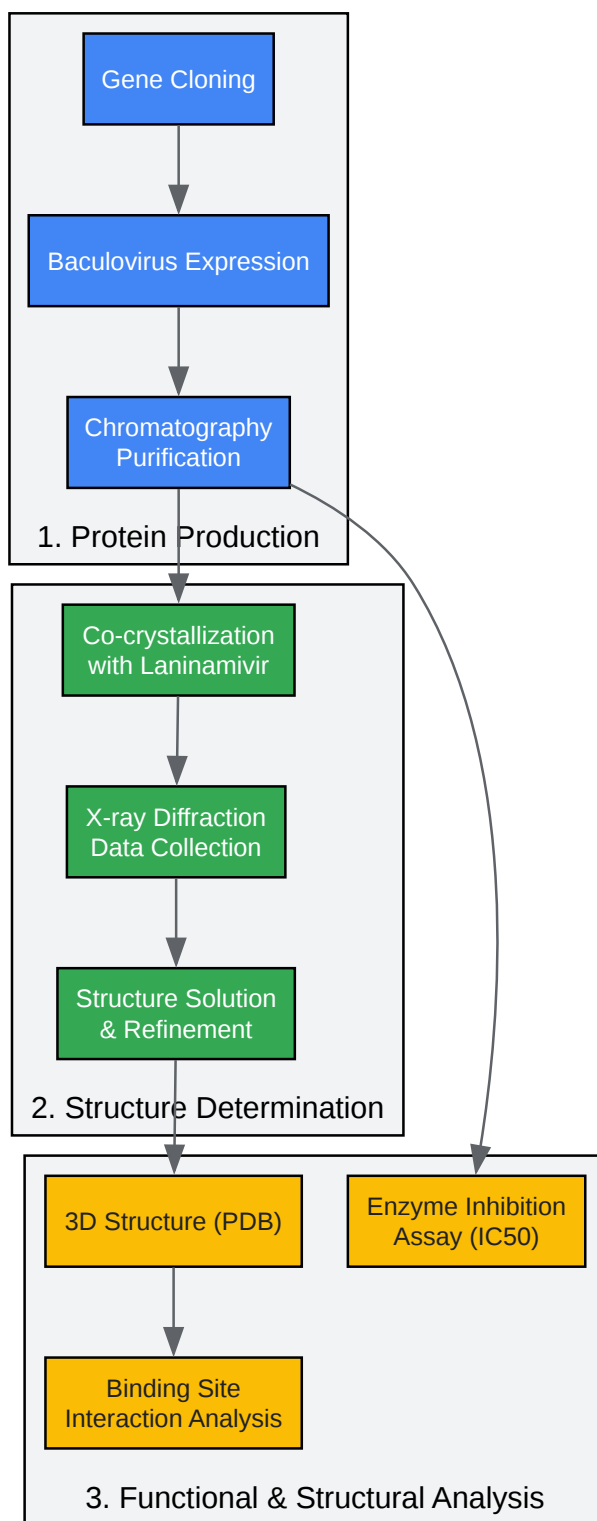 Gene Cloning
Baculovirus Expression
Chromatography
Purification
1. Protein Production
Co-crystallization
with Laninamivir
X-ray Diffraction
Data Collection
Structure Solution
& Refinement
2. Structure Determination
3D Structure (PDB)
Enzyme Inhibition
Assay (IC50)
Binding Site
Interaction Analysis
3. Functional & Structural Analysis